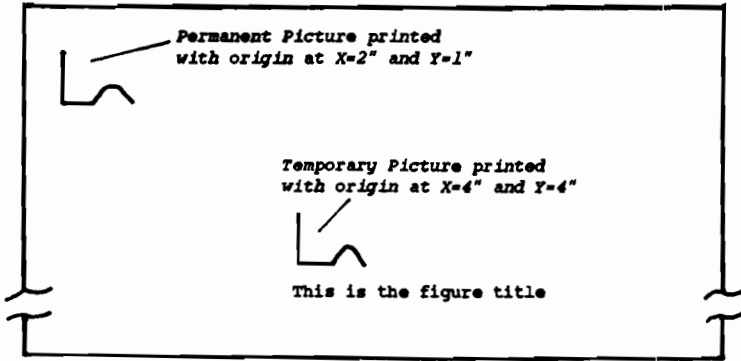 Permanent Picture printed
with origin at X=2" and Y=1"
Temporary Picture printed
with origin at X=4" and Y=4"
This is the figure title